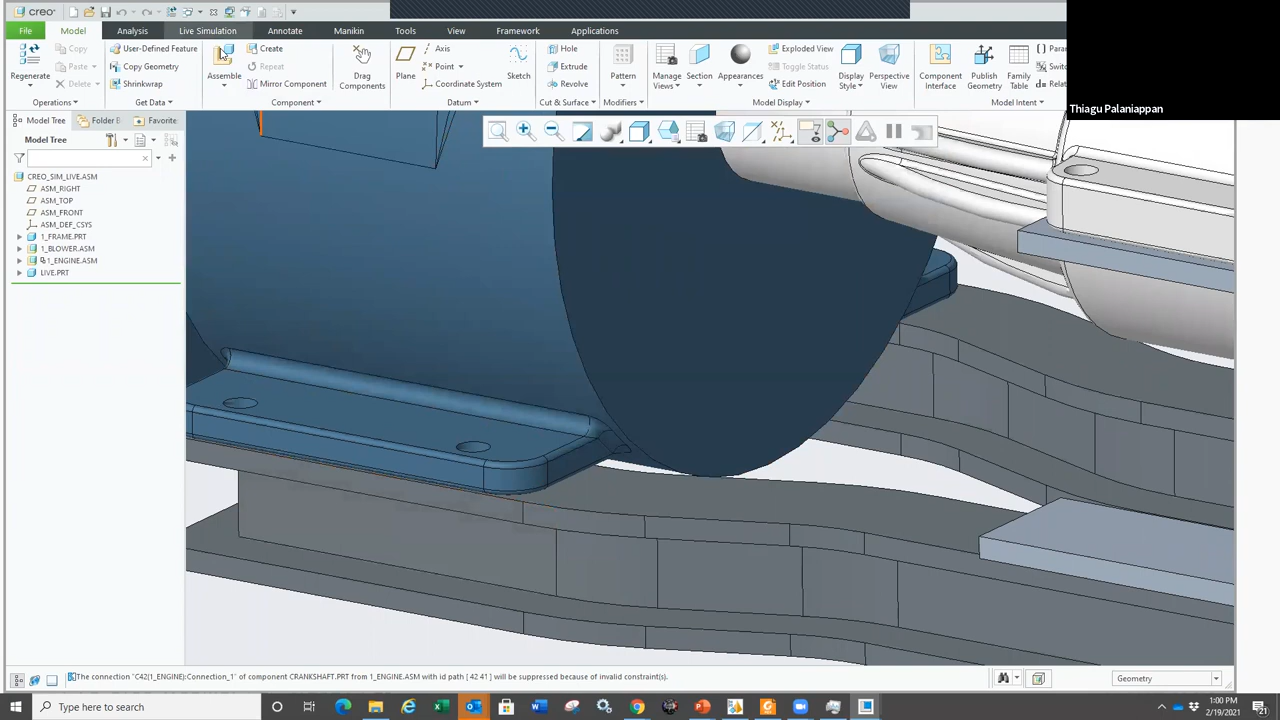 creo
File Model Analysis Live Simulation Annotate Manikin Tools View Framework Applications
Regenerate
Copy
Paste
Delete
Operations
User-Defined Feature
Copy Geometry
Shrinkwrap
Get Data
Assemble
Create
Repeat
Mirror Component
Component
Drag
Components
Plane
Axis
Point
Coordinate System
Sketch
Datum
Hole
Extrude
Revolve
Cut & Surface
Pattern
Modifiers
Manage
Views
Section
Appearances
Exploded View
Toggle Status
Edit Position
Display
Style
Perspective
View
Model Display
Component
Interface
Publish
Geometry
Family
Table
Model Intent
Thiagu Palaniappan
Model Tree Folder B Favorite
Model Tree
CREO_SIM_LIVE.ASM
ASM_RIGHT
ASM_TOP
ASM_FRONT
ASM_DEF_CSYS
1_FRAME.PRT
1_BLOWER.ASM
1_ENGINE.ASM
LIVE.PRT
The connection 'C42(1_ENGINE):Connection_1' of component CRANKSHAFT.PRT from 1_ENGINE.ASM with id path [ 42 41 ] will be suppressed because of invalid constraint(s).
Geometry
Type here to search
1:00 PM
2/19/2021
21